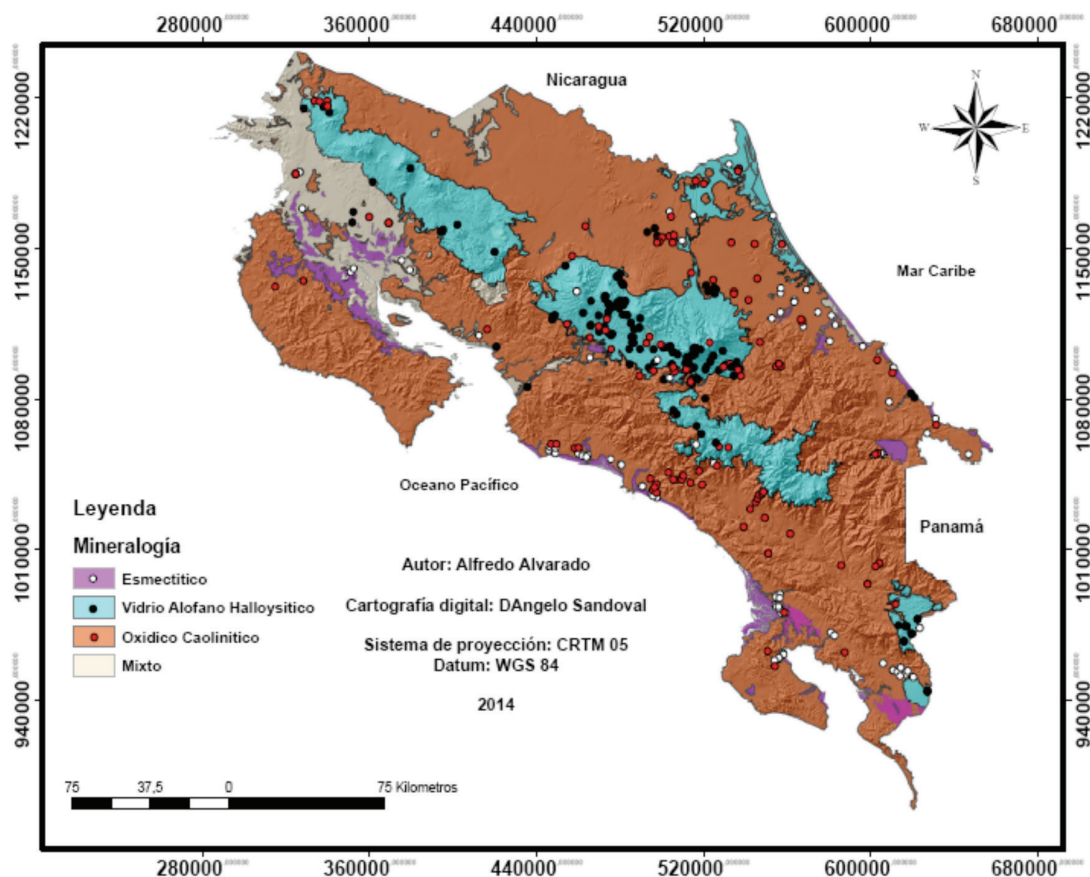 280000 360000 440000 520000 600000 680000
1220000 1220000
1150000 1150000
1080000 1080000
1010000 1010000
940000 940000
Nicaragua
N
W E
S
Mar Caribe
Oceano Pacífico
Panamá
Leyenda
Mineralogía
Esmectitico
Vidrio Alofano Halloysitico
Oxidico Caolinitico
Mixto
Autor: Alfredo Alvarado
Cartografía digital: DAngelo Sandoval
Sistema de proyección: CRTM 05
Datum: WGS 84
2014
75 37,5 0 75 Kilometros
280000 360000 440000 520000 600000 680000